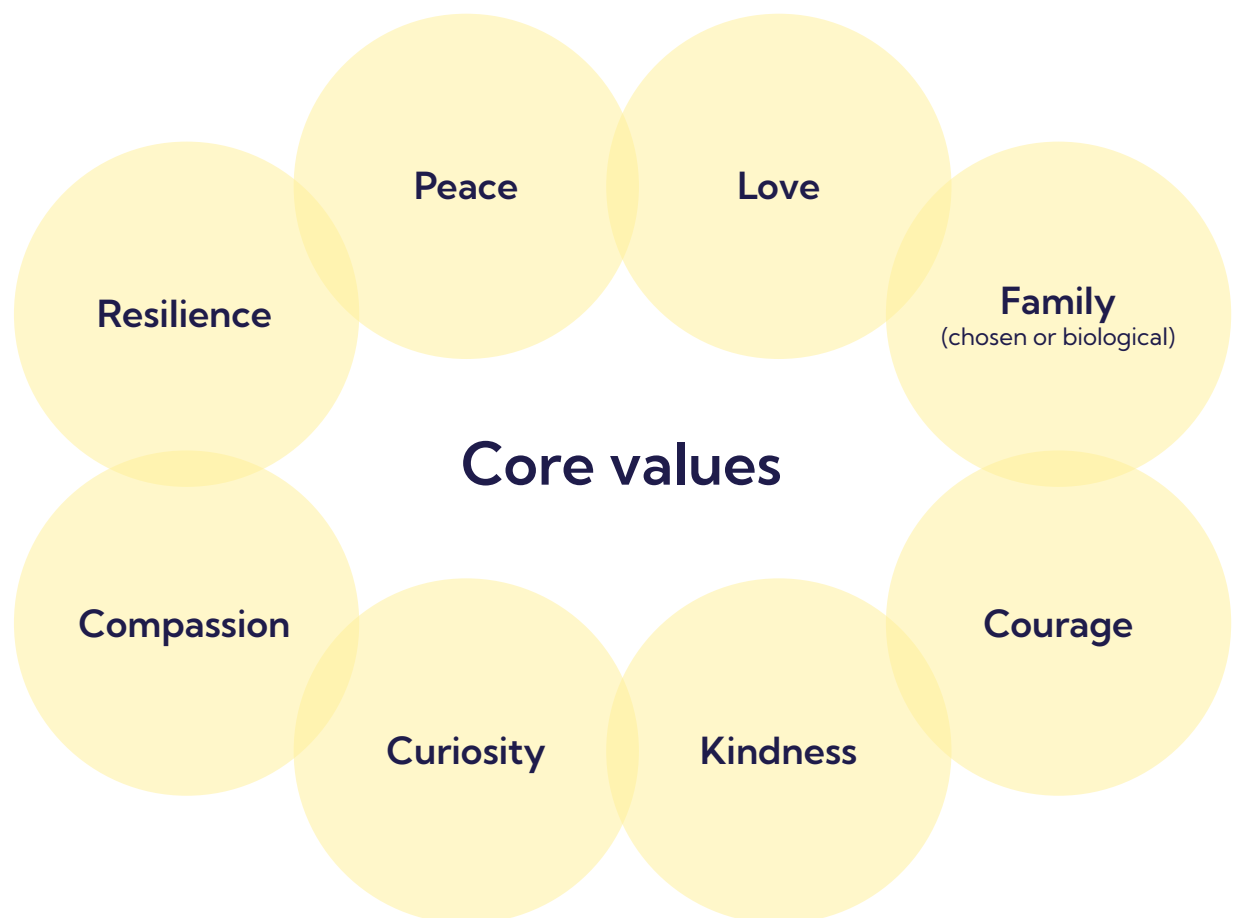 Peace
Love
Resilience
Family
(chosen or biological)
Core values
Compassion
Courage
Curiosity
Kindness